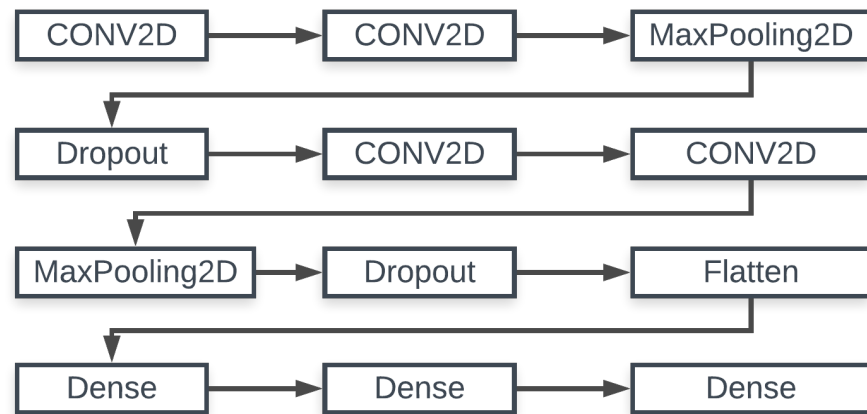 CONV2D
CONV2D
MaxPooling2D
Dropout
CONV2D
CONV2D
MaxPooling2D
Dropout
Flatten
Dense
Dense
Dense